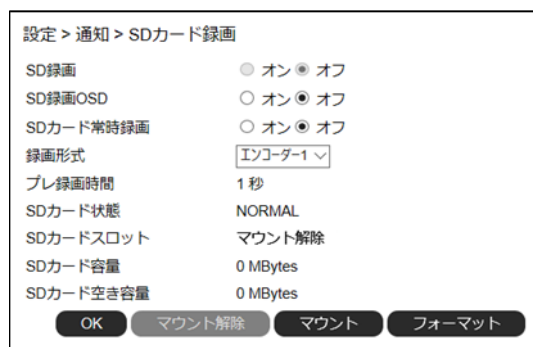 設定 > 通知 > SDカード録画
SD録画 オン オフ
SD録画OSD オン オフ
SDカード常時録画 オン オフ
録画形式 エンコーダー1
プレ録画時間 1 秒
SDカード状態 NORMAL
SDカードスロット マウント解除
SDカード容量 0 MBytes
SDカード空き容量 0 MBytes
OK マウント解除 マウント フォーマット